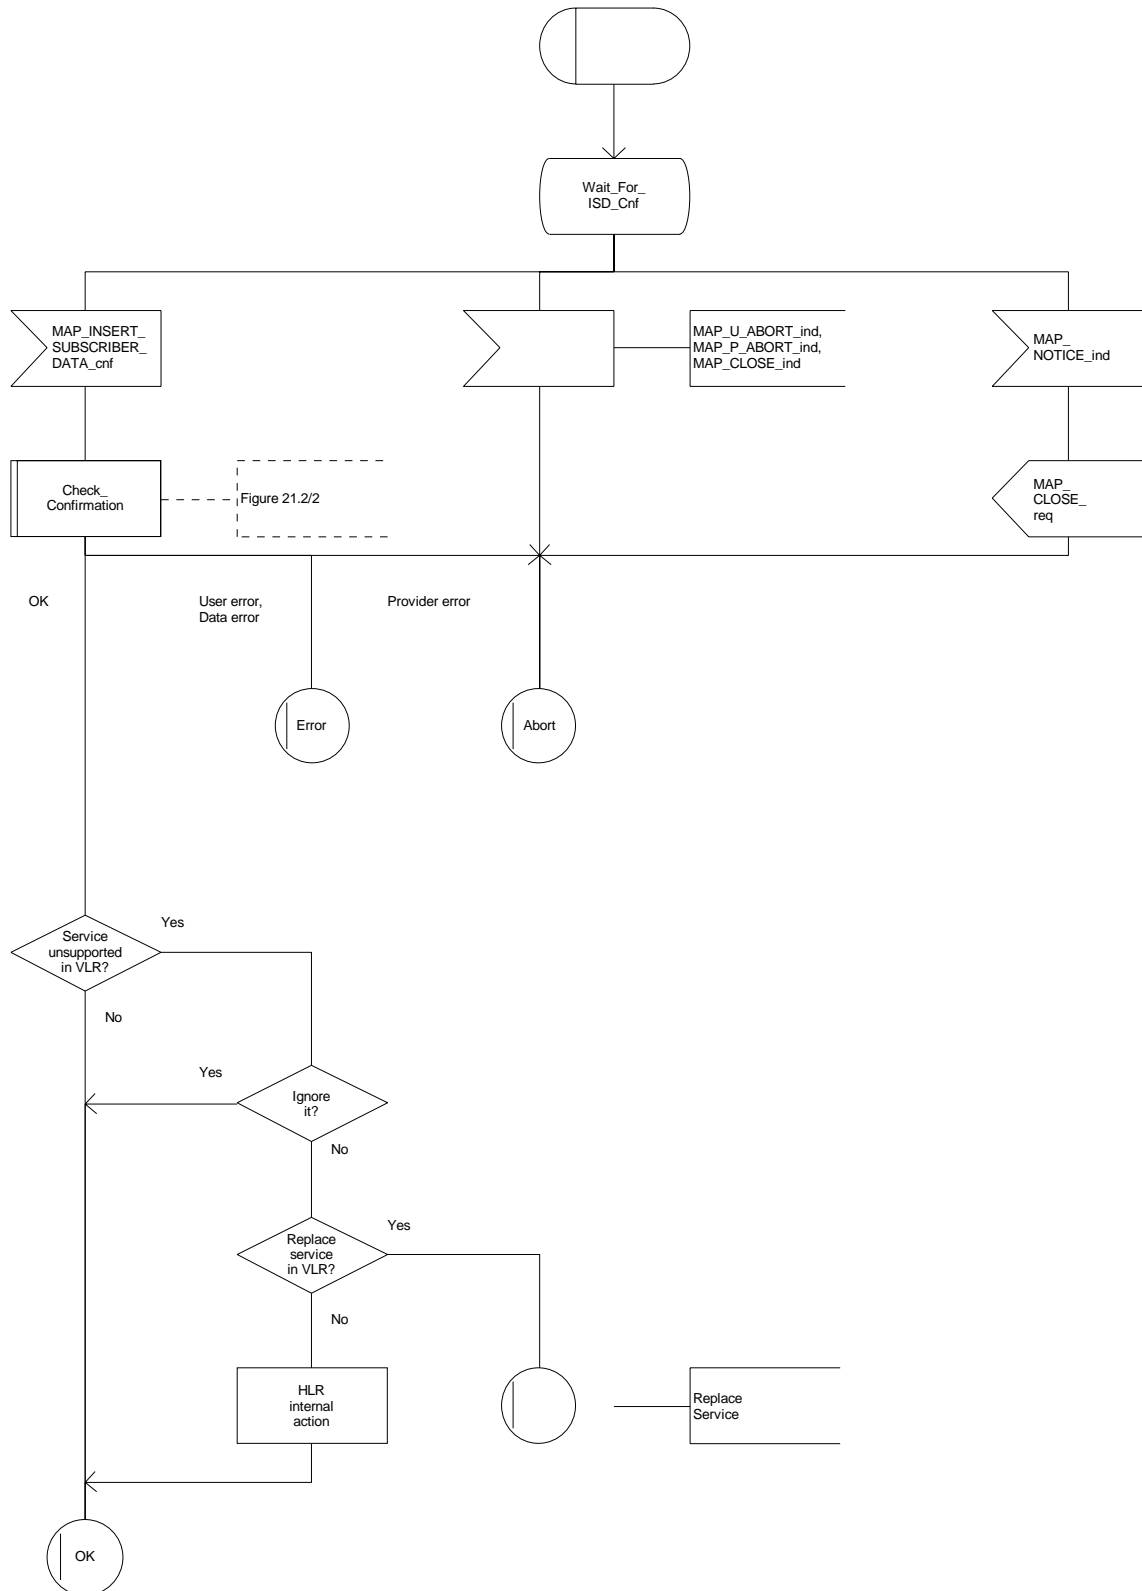 Wait_For_
ISD_Cnf
MAP_INSERT_
SUBSCRIBER_
DATA_cnf
MAP_U_ABORT_ind,
MAP_P_ABORT_ind,
MAP_CLOSE_ind
MAP_
NOTICE_ind
Check_
Confirmation
Figure 21.2/2
MAP_
CLOSE_
req
OK
User error,
Data error
Provider error
Error
Abort
Service
unsupported
in VLR?
Yes
No
Yes
Ignore
it?
No
Replace
service
in VLR?
Yes
No
HLR
internal
action
Replace
Service
OK